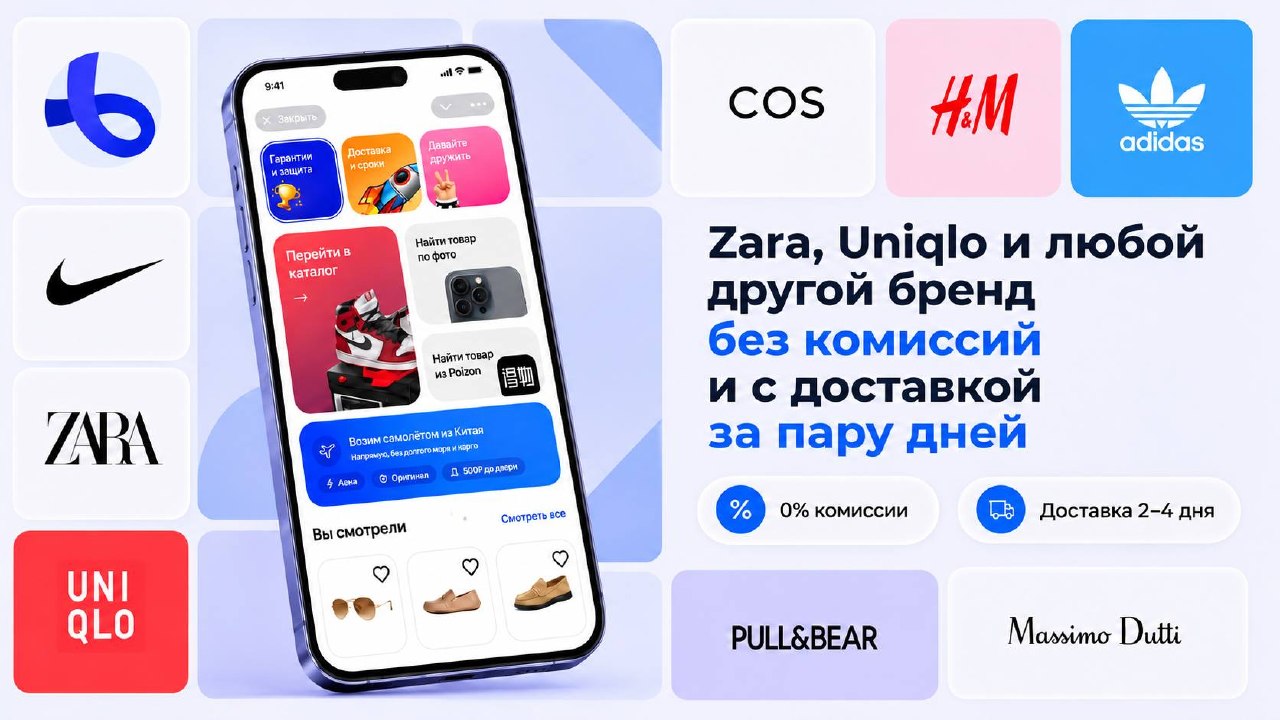 9:41
Закрыть
Гарантии
и защита
Доставка
и сроки
Давайте
дружить
Перейти в
каталог
Найти товар
по фото
Найти товар
из Poizon
得物
Возим самолётом из Китая
Напрямую, без долгого моря и карго
Авиа
Оригинал
500₽ до двери
Вы смотрели
Смотреть все
ZARA
UNI
QLO
COS
H&M
adidas
Zara, Uniqlo и любой
другой бренд
без комиссий
и с доставкой
за пару дней
% 0% комиссии
Доставка 2–4 дня
PULL&BEAR
Massimo Dutti